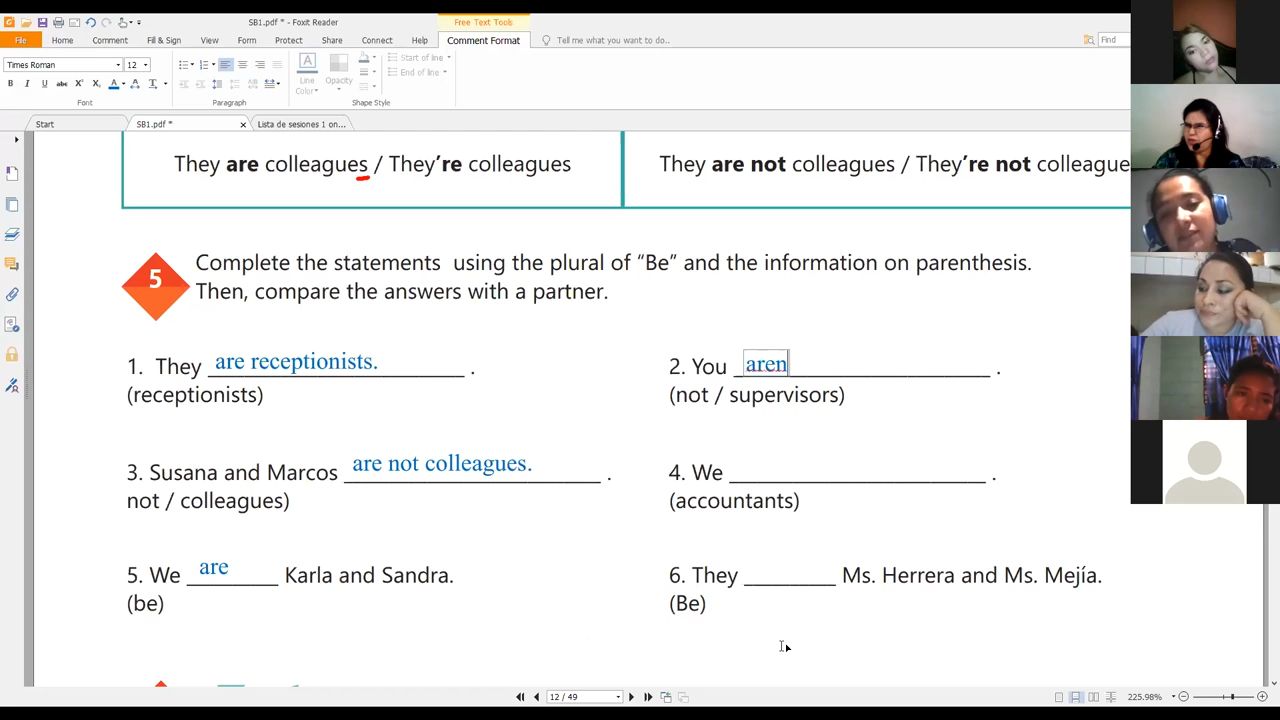 SB1.pdf * - Foxit Reader
Free Text Tools
File Home Comment Fill & Sign View Form Protect Share Connect Help Comment Format Tell me what you want to do.. Find
Times Roman 12
Line Color Opacity
Start of line
End of line
Font Paragraph Shape Style
Start SB1.pdf * Lista de sesiones 1 on...
They are colleagues / They're colleagues
They are not colleagues / They're not colleague
5
Complete the statements using the plural of “Be” and the information on parenthesis.
Then, compare the answers with a partner.
1. They are receptionists. .
(receptionists)
2. You aren .
(not / supervisors)
3. Susana and Marcos are not colleagues. .
not / colleagues)
4. We .
(accountants)
5. We are Karla and Sandra.
(be)
6. They Ms. Herrera and Ms. Mejía.
(Be)
12 / 49
225.98%